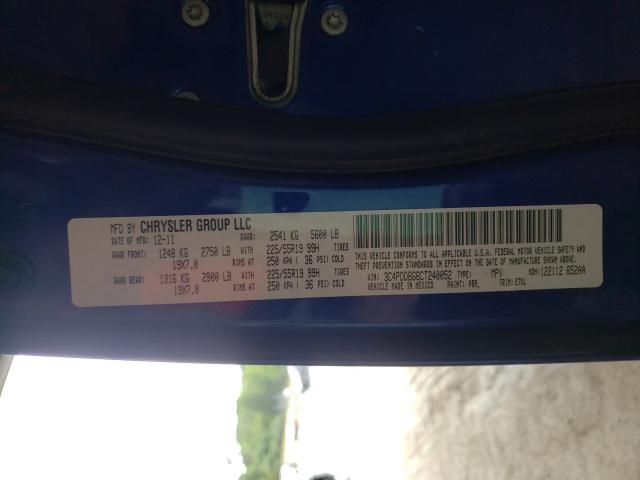 MFD BY CHRYSLER GROUP LLC
DATE OF MFR: 12-11 GVWR: 2541 KG 5600 LB
GAWR FRONT: 1248 KG 2750 LB WITH 225/55R19 99H TIRES
19X7.0 RIMS AT 250 KPA ( 36 PSI) COLD
GAWR REAR: 1316 KG 2900 LB WITH 225/55R19 99H TIRES
19X7.0 RIMS AT 250 KPA ( 36 PSI) COLD
THIS VEHICLE CONFORMS TO ALL APPLICABLE U.S.A. FEDERAL MOTOR VEHICLE SAFETY AND
THEFT PREVENTION STANDARDS IN EFFECT ON THE DATE OF MANUFACTURE SHOWN ABOVE.
VIN: 3C4PDDBG8CT240052 TYPE: MPV MDH: 122112 652AA
VEHICLE MADE IN MEXICO PAINT: PBR TRIM: E7XL